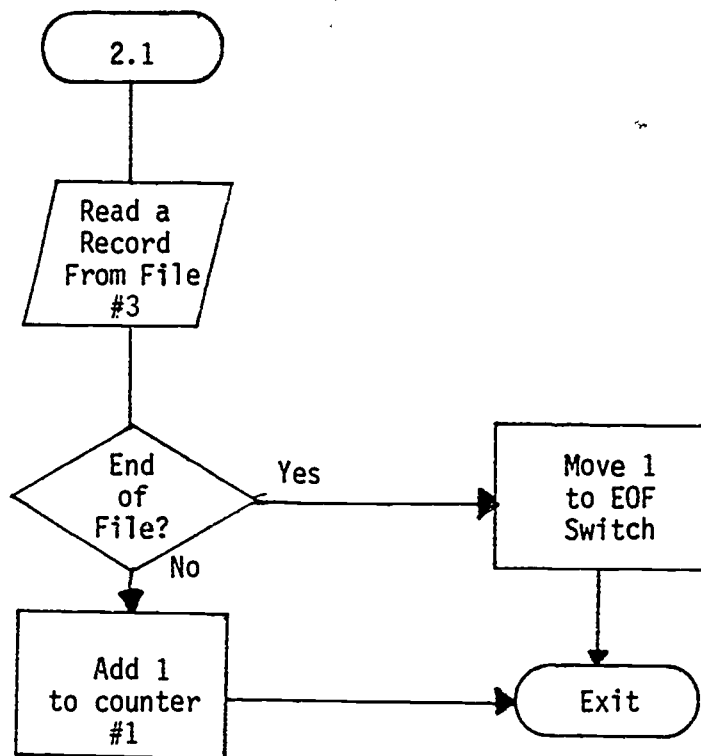 2.1
Read a
Record
From File
#3
End
of
File?
Yes
Move 1
to EOF
Switch
No
Add 1
to counter
#1
Exit